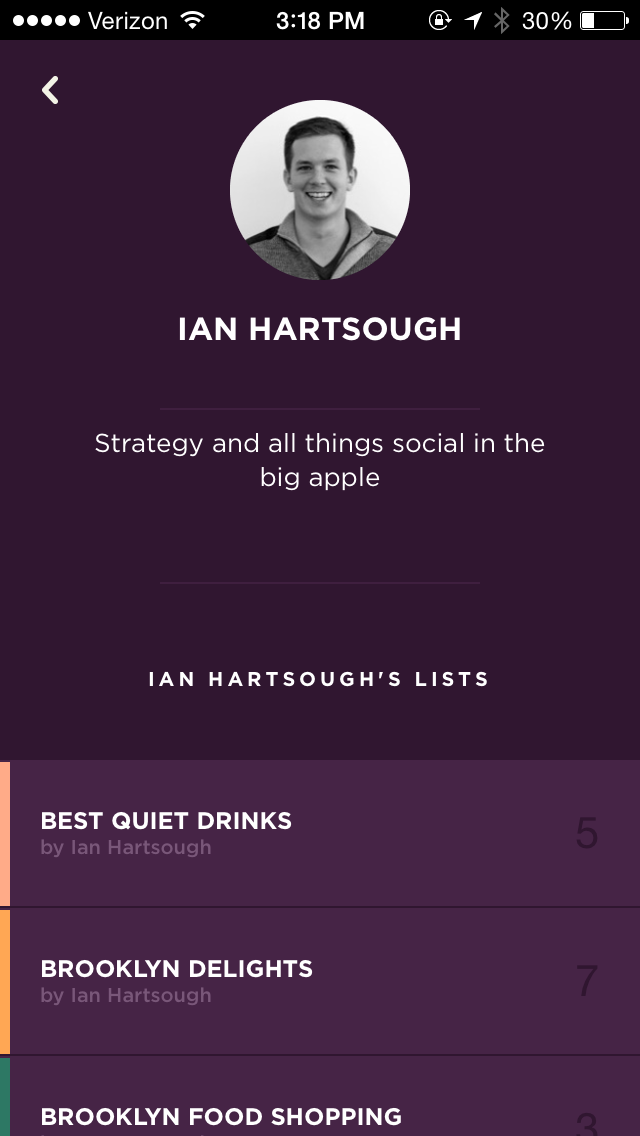 Verizon 3:18 PM 30%
IAN HARTSOUGH
Strategy and all things social in the
big apple
IAN HARTSOUGH'S LISTS
BEST QUIET DRINKS
by Ian Hartsough
5
BROOKLYN DELIGHTS
by Ian Hartsough
7
BROOKLYN FOOD SHOPPING
3